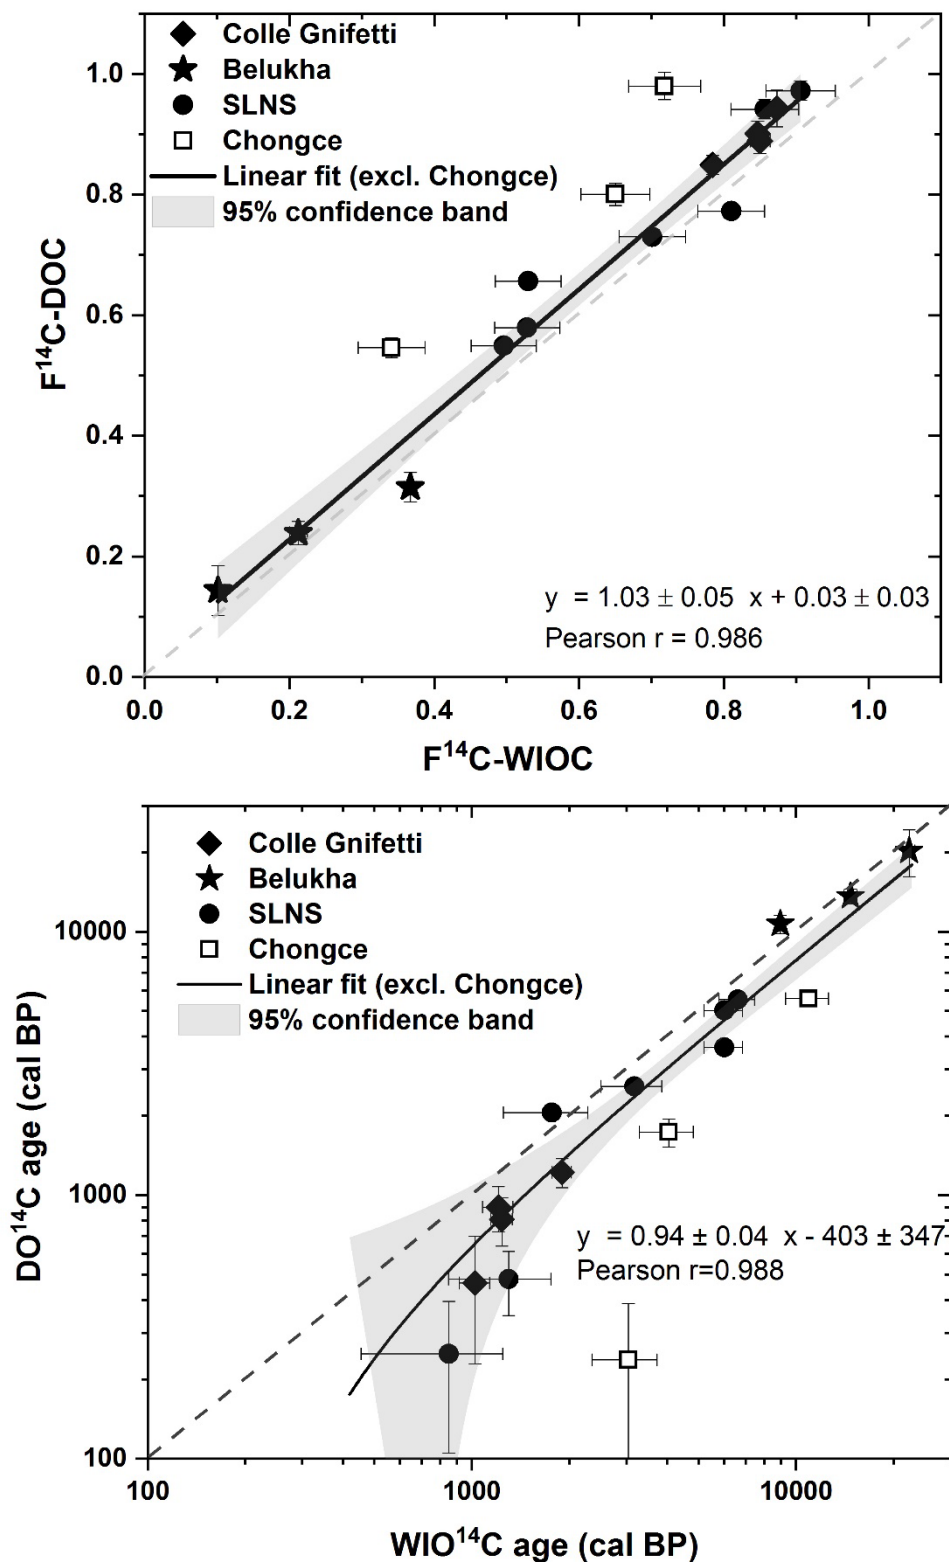 Colle Gnifetti
Belukha
SLNS
Chongce
Linear fit (excl. Chongce)
95% confidence band
1.0
0.8
0.6
0.4
0.2
0.0
F¹⁴C-DOC
y = 1.03 ± 0.05 x + 0.03 ± 0.03
Pearson r = 0.986
0.0 0.2 0.4 0.6 0.8 1.0
F¹⁴C-WIOC
Colle Gnifetti
Belukha
SLNS
Chongce
Linear fit (excl. Chongce)
95% confidence band
10000
1000
100
DO¹⁴C age (cal BP)
y = 0.94 ± 0.04 x - 403 ± 347
Pearson r=0.988
100 1000 10000
WIO¹⁴C age (cal BP)